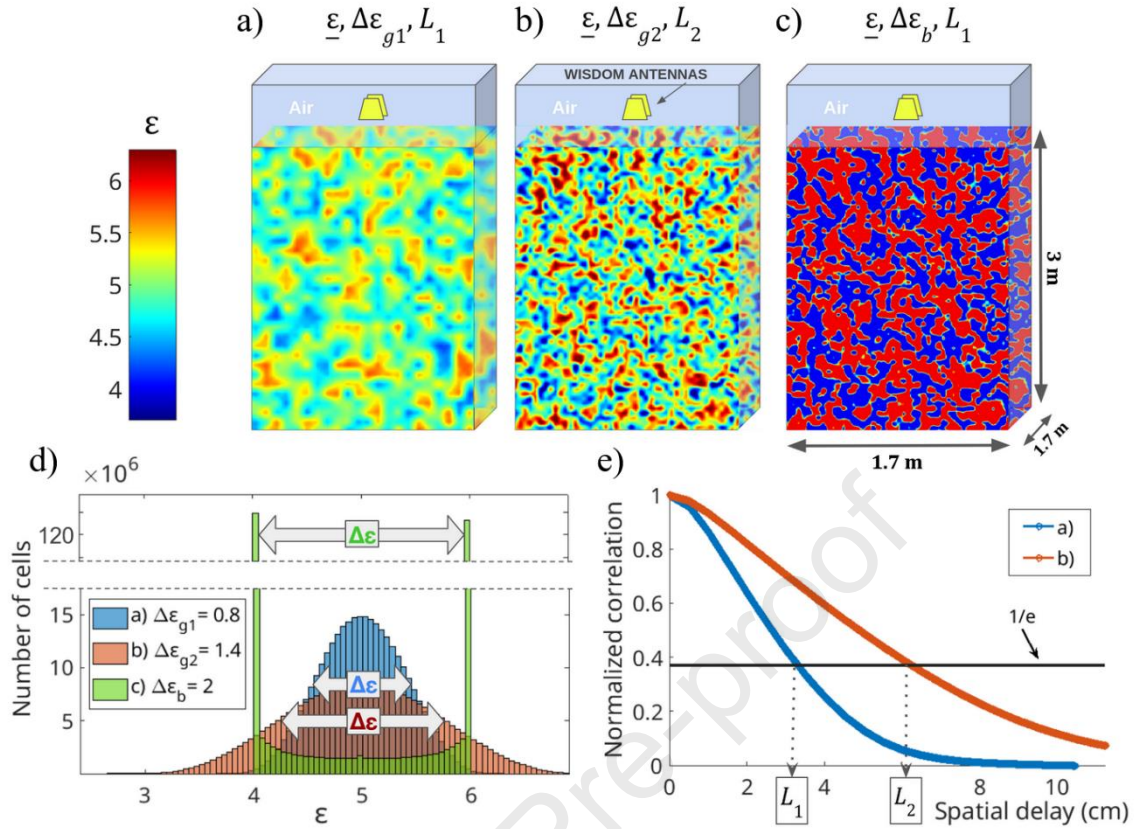 a) ε, Δε_g1, L_1
b) ε, Δε_g2, L_2
c) ε, Δε_b, L_1
WISDOM ANTENNAS
Air
Air
Air
ε
6
5.5
5
4.5
4
3 m
1.7 m
1.7 m
d)
×10^6
120
15
10
5
Number of cells
Δε
a) Δε_g1 = 0.8
b) Δε_g2 = 1.4
c) Δε_b = 2
Δε
Δε
3 4 5 6
ε
e)
1
0.8
0.6
0.4
0.2
0
Normalized correlation
a)
b)
1/e
0 2 4 6 8 10
L_1
L_2
Spatial delay (cm)
Pre-proof